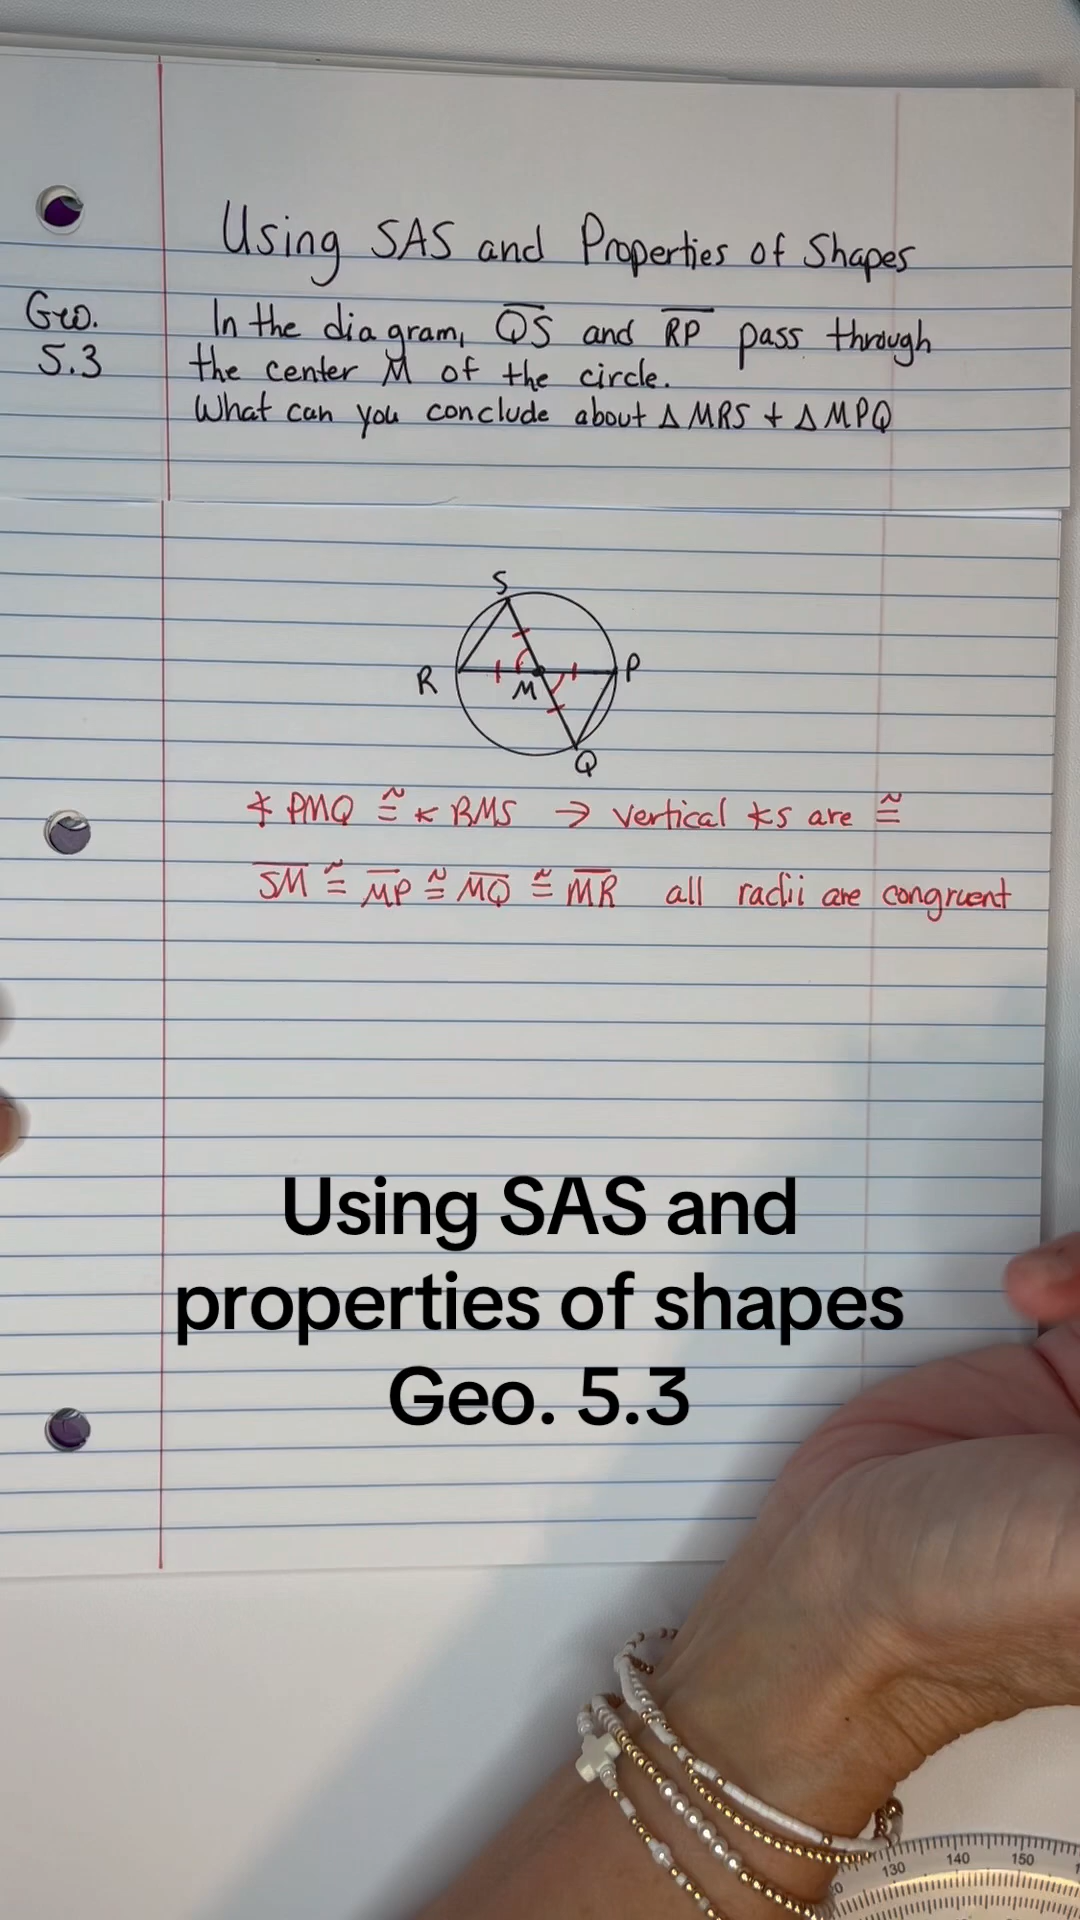 Using SAS and Properties of Shapes
Geo.
5.3
In the diagram, QS and RP pass through
the center M of the circle.
What can you conclude about △MRS + △MPQ
S
R
P
M
Q
∡ PMQ ≅ ∡ BMS → vertical ∡s are ≅
SM ≅ MP ≅ MQ ≅ MR all radii are congruent
Using SAS and
properties of shapes
Geo. 5.3
130
140
150